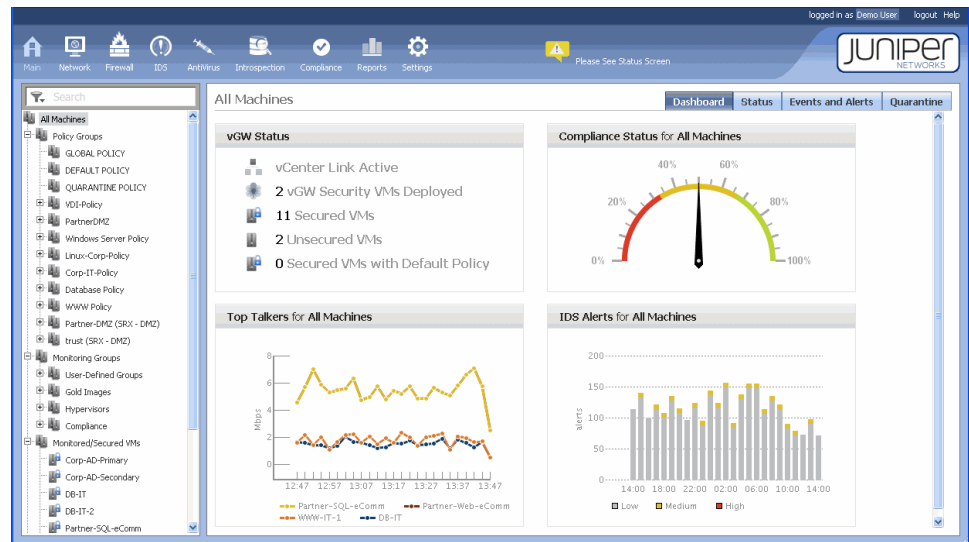 logged in as Demo User logout Help
Main Network Firewall IDS AntiVirus Introspection Compliance Reports Settings
Please See Status Screen
JUNIPER
NETWORKS
Search
All Machines
Policy Groups
GLOBAL POLICY
DEFAULT POLICY
QUARANTINE POLICY
VDI-Policy
PartnerDMZ
Windows Server Policy
Linux-Corp-Policy
Corp-IT-Policy
Database Policy
WWW Policy
Partner-DMZ (SRX - DMZ)
trust (SRX - DMZ)
Monitoring Groups
User-Defined Groups
Gold Images
Hypervisors
Compliance
Monitored/Secured VMs
Corp-AD-Primary
Corp-AD-Secondary
DB-IT
DB-IT-2
Partner-SQL-eComm
All Machines
Dashboard Status Events and Alerts Quarantine
vGW Status
vCenter Link Active
2 vGW Security VMs Deployed
11 Secured VMs
2 Unsecured VMs
0 Secured VMs with Default Policy
Compliance Status for All Machines
40% 60%
20% 80%
0% 100%
Top Talkers for All Machines
8
6
4
2
0
Mbps
12:47 12:57 13:07 13:17 13:27 13:37 13:47
Partner-SQL-eComm Partner-Web-eComm
WWW-IT-1 DB-IT
IDS Alerts for All Machines
200
150
100
50
0
alerts
14:00 18:00 22:00 02:00 06:00 10:00 14:00
Low Medium High